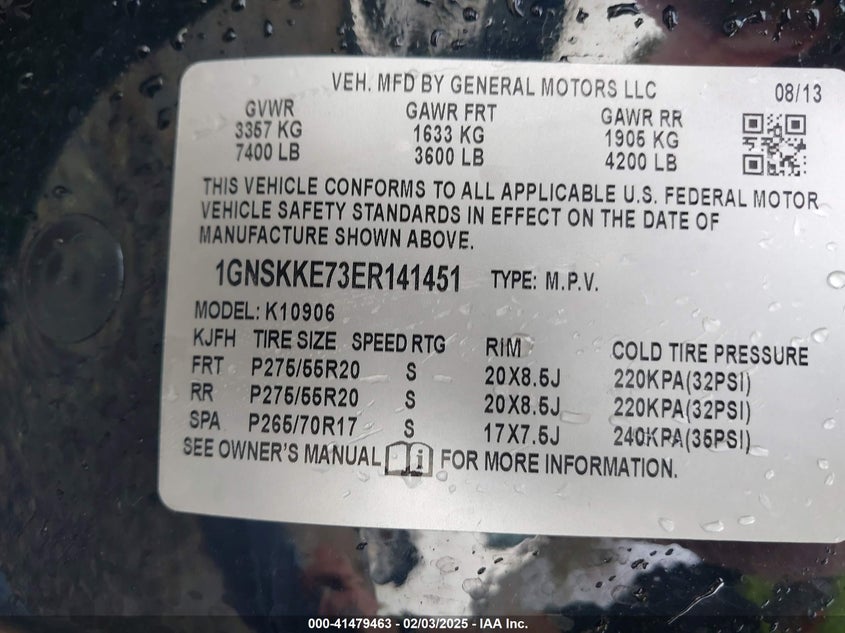 VEH. MFD BY GENERAL MOTORS LLC 08/13
GVWR GAWR FRT GAWR RR
3357 KG 1633 KG 1905 KG
7400 LB 3600 LB 4200 LB
THIS VEHICLE CONFORMS TO ALL APPLICABLE U.S. FEDERAL MOTOR
VEHICLE SAFETY STANDARDS IN EFFECT ON THE DATE OF
MANUFACTURE SHOWN ABOVE.
1GNSKKE73ER141451 TYPE: M.P.V.
MODEL: K10906
KJFH TIRE SIZE SPEED RTG RIM COLD TIRE PRESSURE
FRT P275/55R20 S 20X8.5J 220KPA(32PSI)
RR P275/55R20 S 20X8.5J 220KPA(32PSI)
SPA P265/70R17 S 17X7.5J 240KPA(35PSI)
SEE OWNER'S MANUAL i FOR MORE INFORMATION.
000-41479463 - 02/03/2025 - IAA Inc.